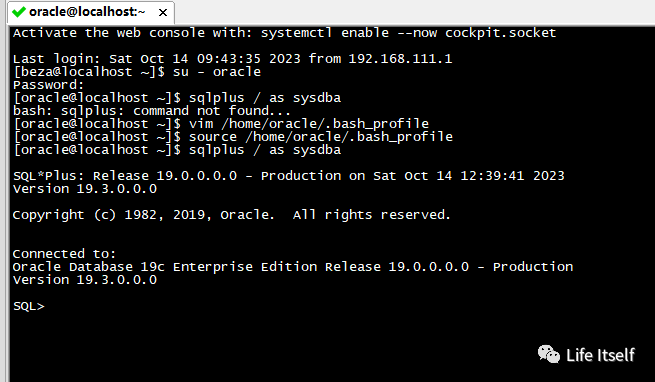 oracle@localhost:~
Activate the web console with: systemctl enable --now cockpit.socket
Last login: Sat Oct 14 09:43:35 2023 from 192.168.111.1
[beza@localhost ~]$ su - oracle
Password:
[oracle@localhost ~]$ sqlplus / as sysdba
bash: sqlplus: command not found...
[oracle@localhost ~]$ vim /home/oracle/.bash_profile
[oracle@localhost ~]$ source /home/oracle/.bash_profile
[oracle@localhost ~]$ sqlplus / as sysdba
SQL*Plus: Release 19.0.0.0.0 - Production on Sat Oct 14 12:39:41 2023
Version 19.3.0.0.0
Copyright (c) 1982, 2019, Oracle.  All rights reserved.
Connected to:
Oracle Database 19c Enterprise Edition Release 19.0.0.0.0 - Production
Version 19.3.0.0.0
SQL>
Life Itself